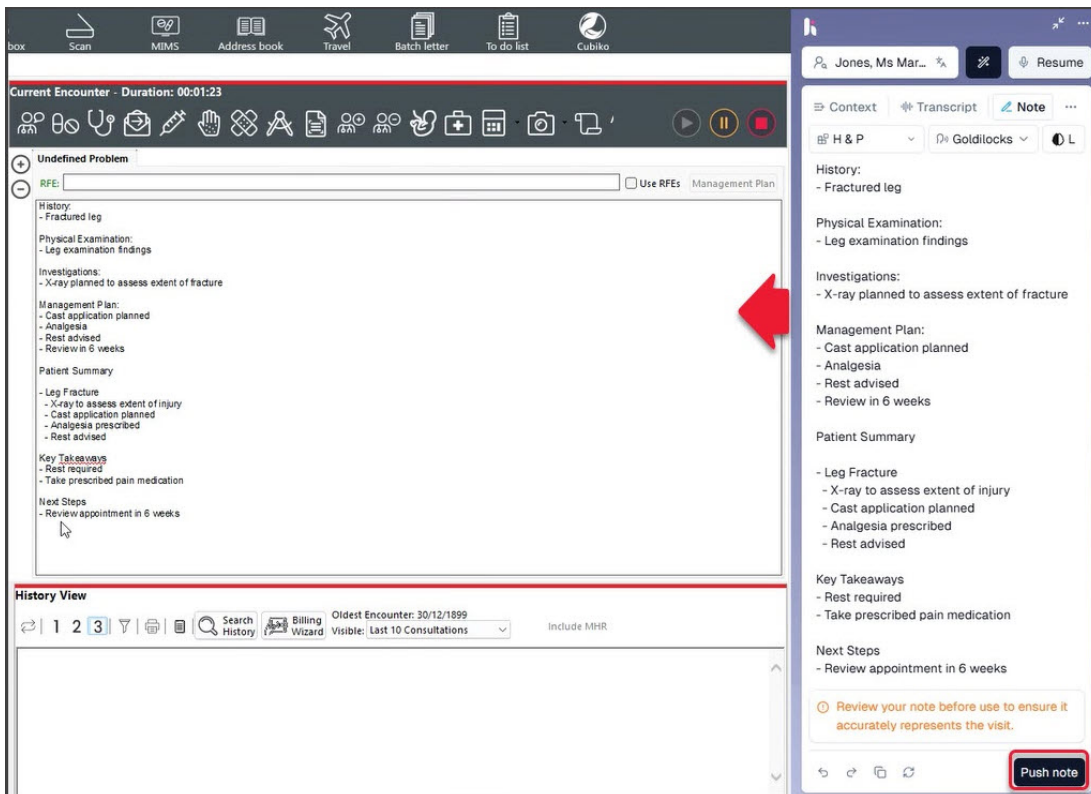 box
Scan
MIMS
Address book
Travel
Batch letter
To do list
Cubiko
Current Encounter - Duration: 00:01:23
Undefined Problem
RFE:
Use RFEs
Management Plan
History:
- Fractured leg
Physical Examination:
- Leg examination findings
Investigations:
- X-ray planned to assess extent of fracture
Management Plan:
- Cast application planned
- Analgesia
- Rest advised
- Review in 6 weeks
Patient Summary
- Leg Fracture
- X-ray to assess extent of injury
- Cast application planned
- Analgesia prescribed
- Rest advised
Key Takeaways
- Rest required
- Take prescribed pain medication
Next Steps
- Review appointment in 6 weeks
History View
1 2 3
Search
History
Billing
Wizard
Oldest Encounter: 30/12/1899
Visible: Last 10 Consultations
Include MHR
Jones, Ms Mar...
Resume
Context
Transcript
Note
H & P
Goldilocks
L
History:
- Fractured leg
Physical Examination:
- Leg examination findings
Investigations:
- X-ray planned to assess extent of fracture
Management Plan:
- Cast application planned
- Analgesia
- Rest advised
- Review in 6 weeks
Patient Summary
- Leg Fracture
- X-ray to assess extent of injury
- Cast application planned
- Analgesia prescribed
- Rest advised
Key Takeaways
- Rest required
- Take prescribed pain medication
Next Steps
- Review appointment in 6 weeks
Review your note before use to ensure it
accurately represents the visit.
Push note